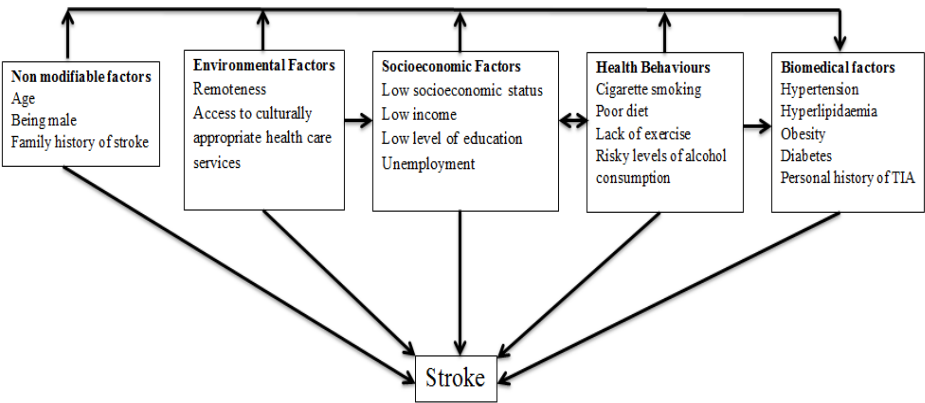 Non modifiable factors
Age
Being male
Family history of stroke
Environmental Factors
Remoteness
Access to culturally
appropriate health care
services
Socioeconomic Factors
Low socioeconomic status
Low income
Low level of education
Unemployment
Health Behaviours
Cigarette smoking
Poor diet
Lack of exercise
Risky levels of alcohol
consumption
Biomedical factors
Hypertension
Hyperlipidaemia
Obesity
Diabetes
Personal history of TIA
Stroke